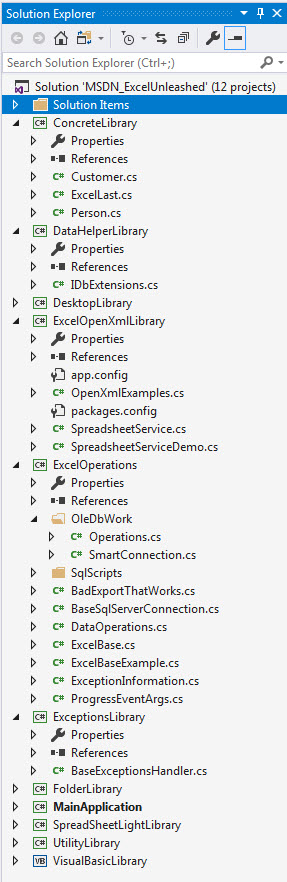 Solution Explorer
Search Solution Explorer (Ctrl+;)
Solution 'MSDN_ExcelUnleashed' (12 projects)
Solution Items
C# ConcreteLibrary
Properties
References
C# Customer.cs
C# ExcelLast.cs
C# Person.cs
C# DataHelperLibrary
Properties
References
C# IDbExtensions.cs
C# DesktopLibrary
C# ExcelOpenXmlLibrary
Properties
References
app.config
C# OpenXmlExamples.cs
packages.config
C# SpreadsheetService.cs
C# SpreadsheetServiceDemo.cs
C# ExcelOperations
Properties
References
OleDbWork
C# Operations.cs
C# SmartConnection.cs
SqlScripts
C# BadExportThatWorks.cs
C# BaseSqlServerConnection.cs
C# DataOperations.cs
C# ExcelBase.cs
C# ExcelBaseExample.cs
C# ExceptionInformation.cs
C# ProgressEventArgs.cs
C# ExceptionsLibrary
Properties
References
C# BaseExceptionsHandler.cs
C# FolderLibrary
C# MainApplication
C# SpreadSheetLightLibrary
C# UtilityLibrary
VB VisualBasicLibrary